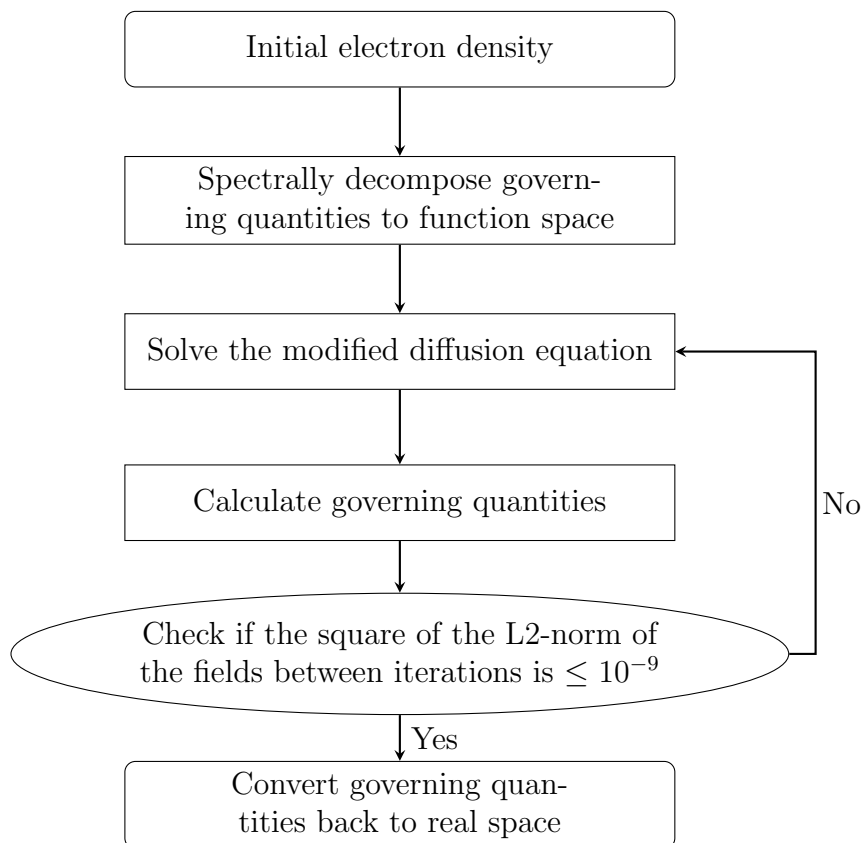 Initial electron density
Spectrally decompose govern-
ing quantities to function space
Solve the modified diffusion equation
Calculate governing quantities
No
Check if the square of the L2-norm of
the fields between iterations is ≤ 10⁻⁹
Yes
Convert governing quan-
tities back to real space